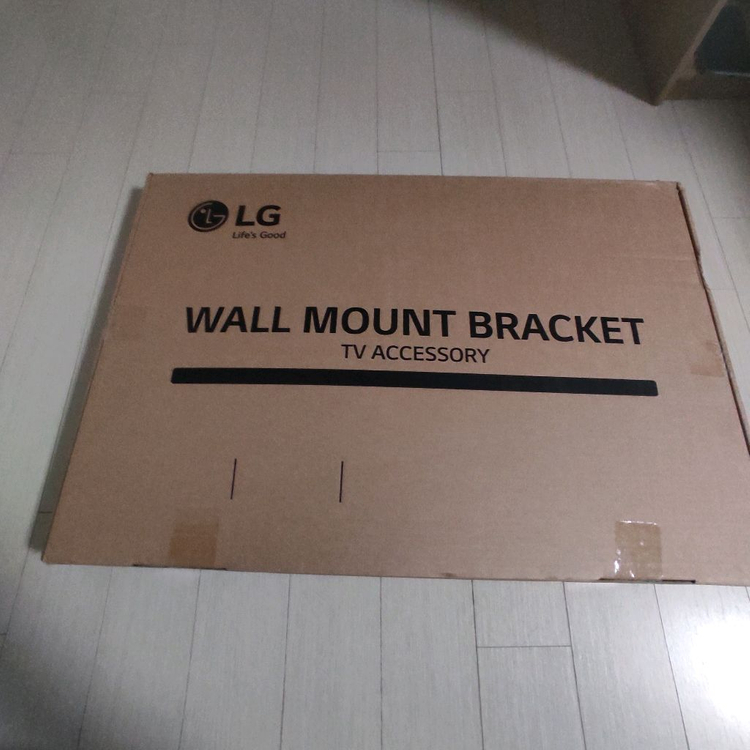 LG
Life's Good
WALL MOUNT BRACKET
TV ACCESSORY